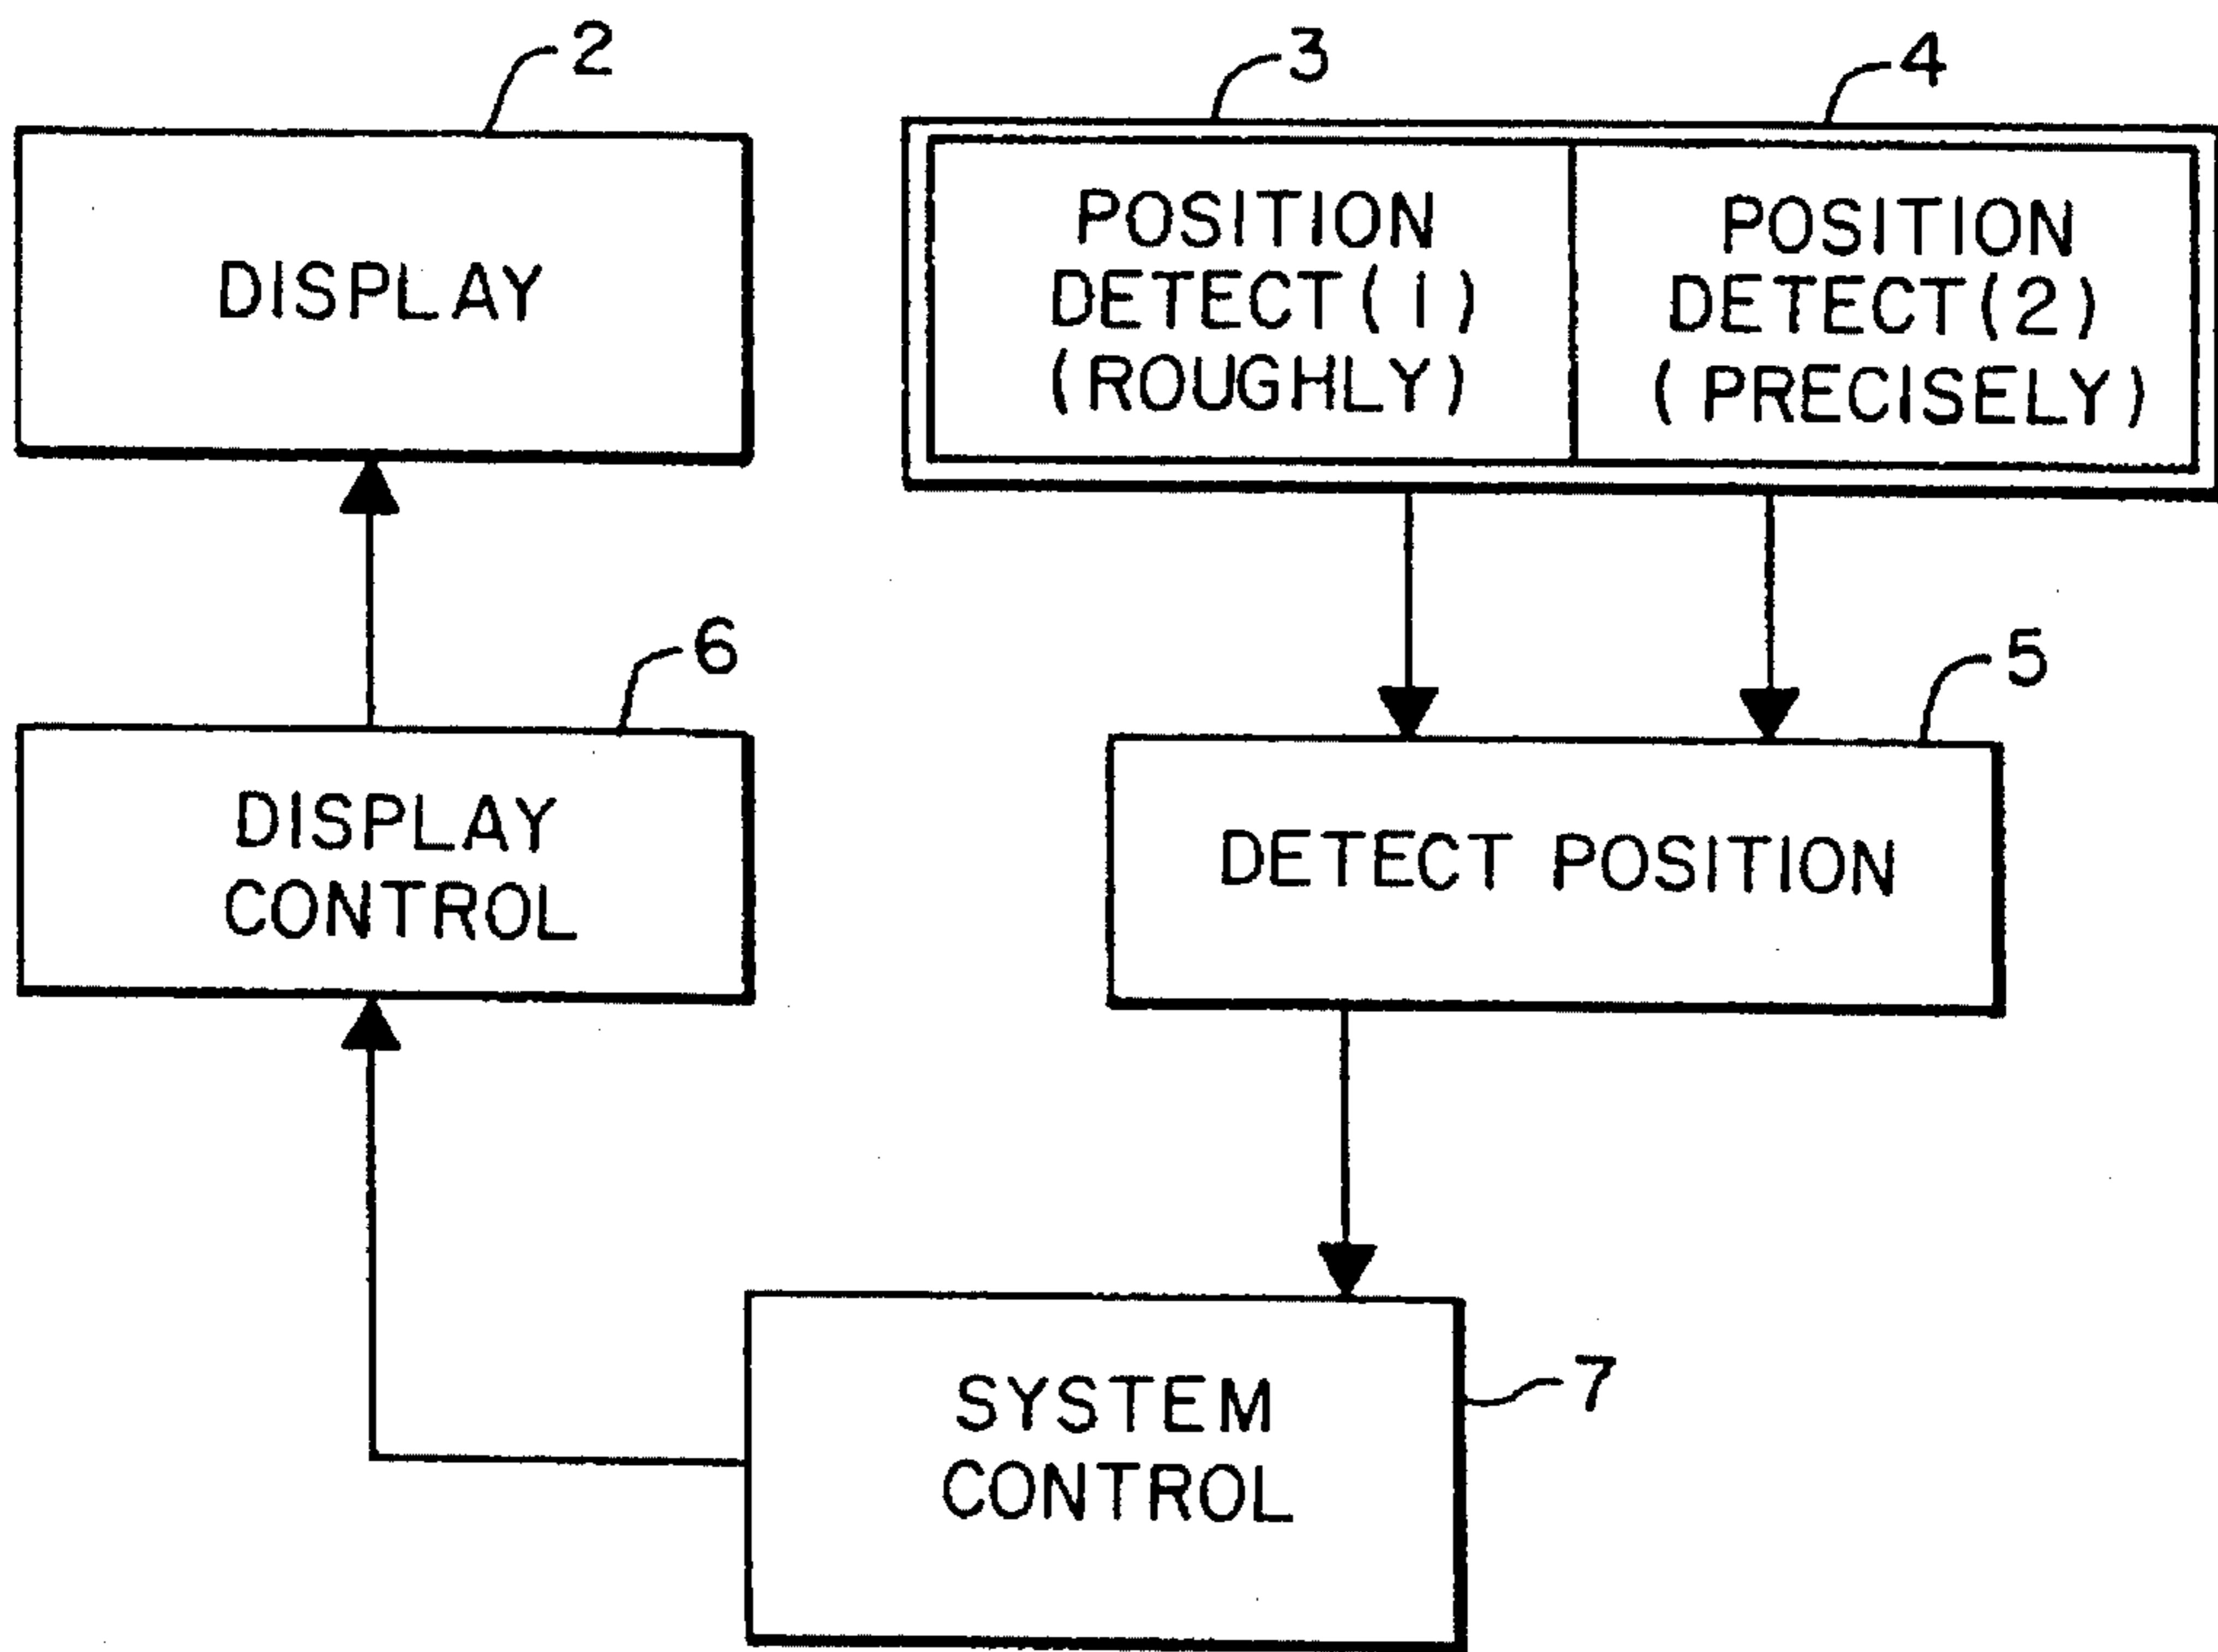 2
3
4
DISPLAY
POSITION
DETECT(1)
(ROUGHLY)
POSITION
DETECT(2)
(PRECISELY)
6
5
DISPLAY
CONTROL
DETECT POSITION
7
SYSTEM
CONTROL